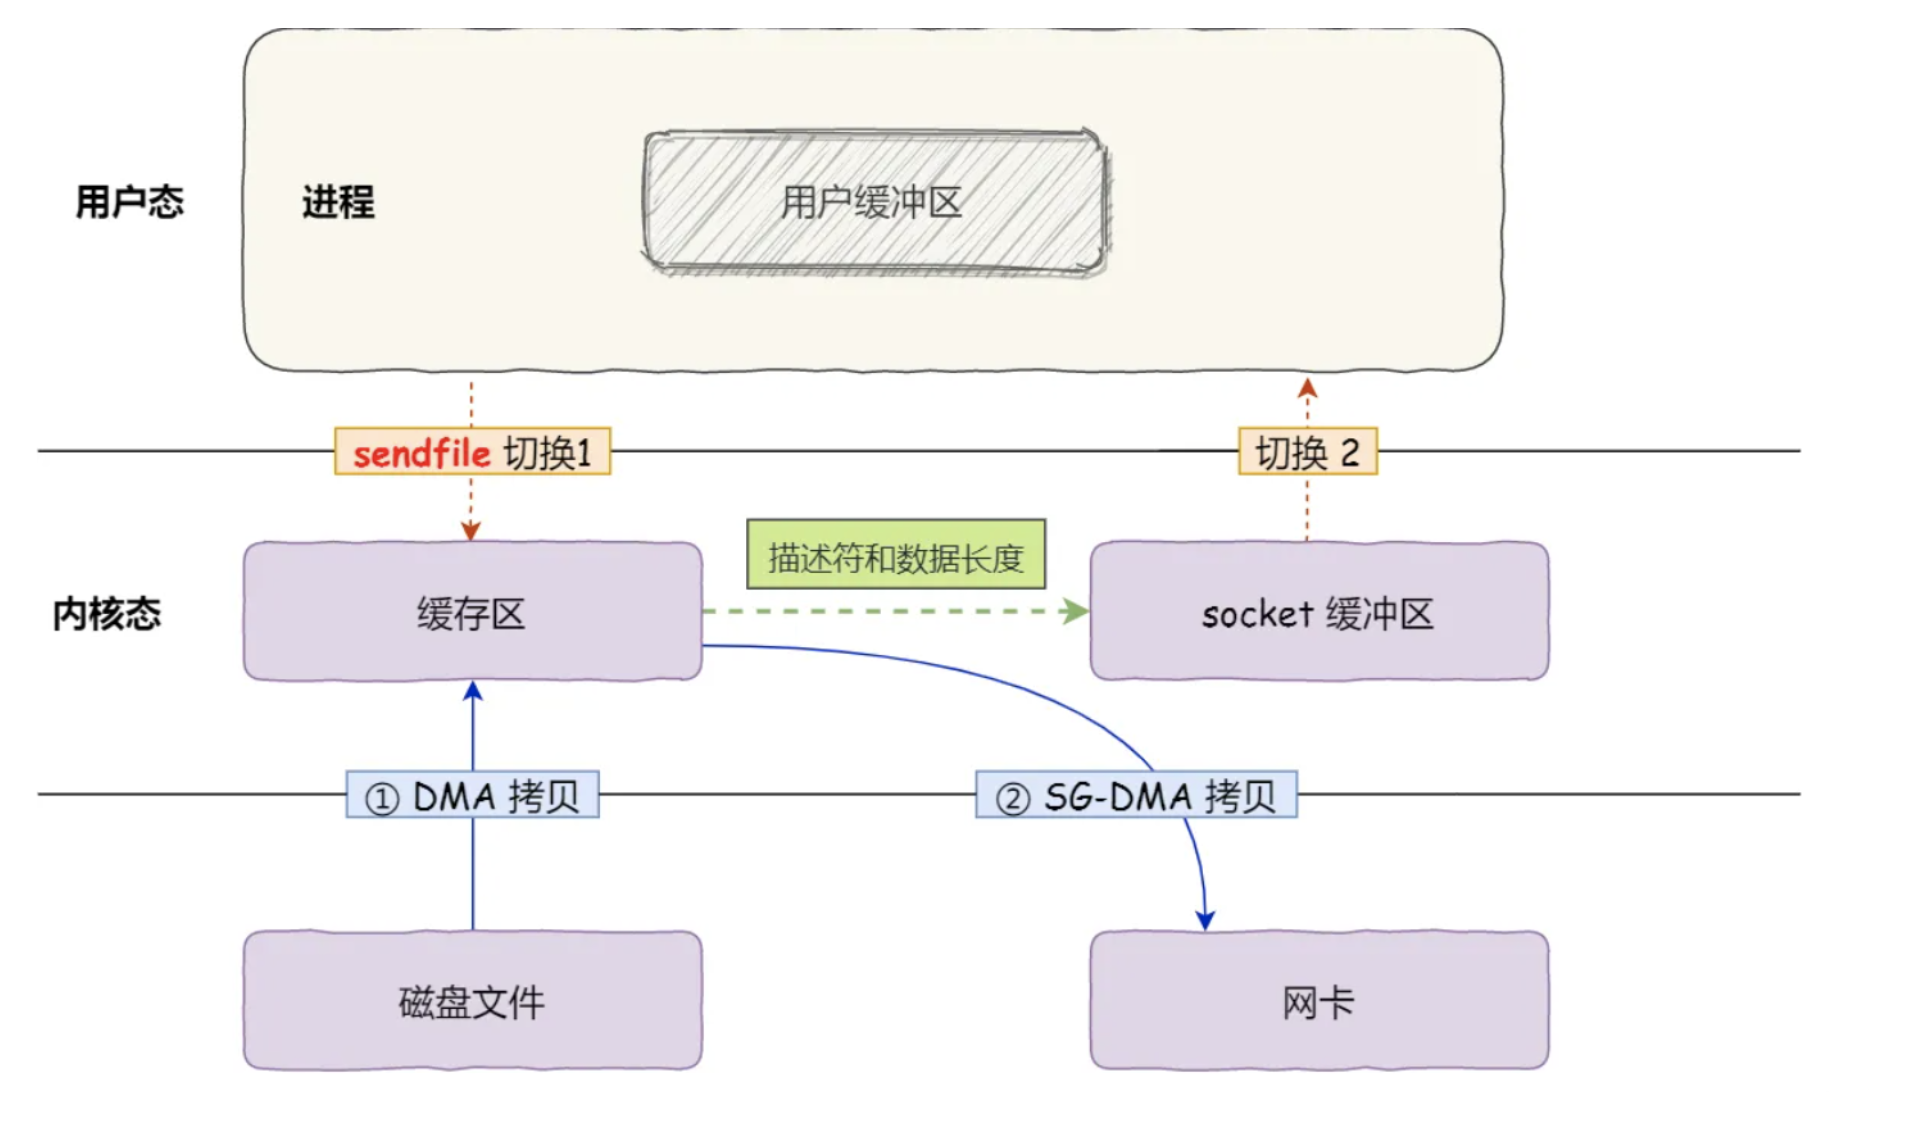 用户态
进程
用户缓冲区
sendfile 切换1
切换 2
描述符和数据长度
内核态
缓存区
socket 缓冲区
① DMA 拷贝
② SG-DMA 拷贝
磁盘文件
网卡